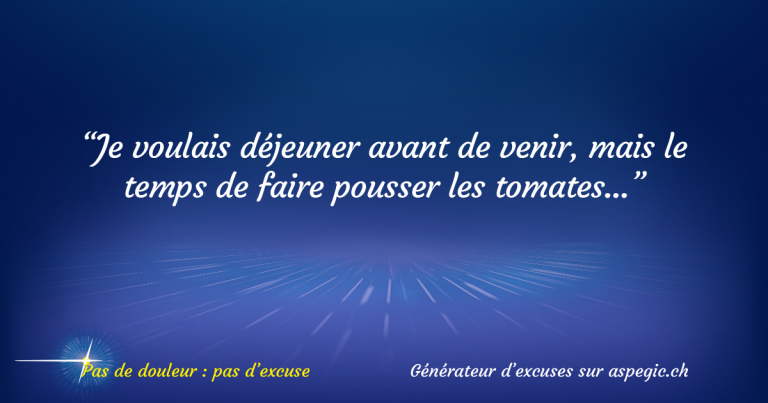 “Je voulais déjeuner avant de venir, mais le
temps de faire pousser les tomates...”
Pas de douleur : pas d’excuse
Générateur d’excuses sur aspegic.ch